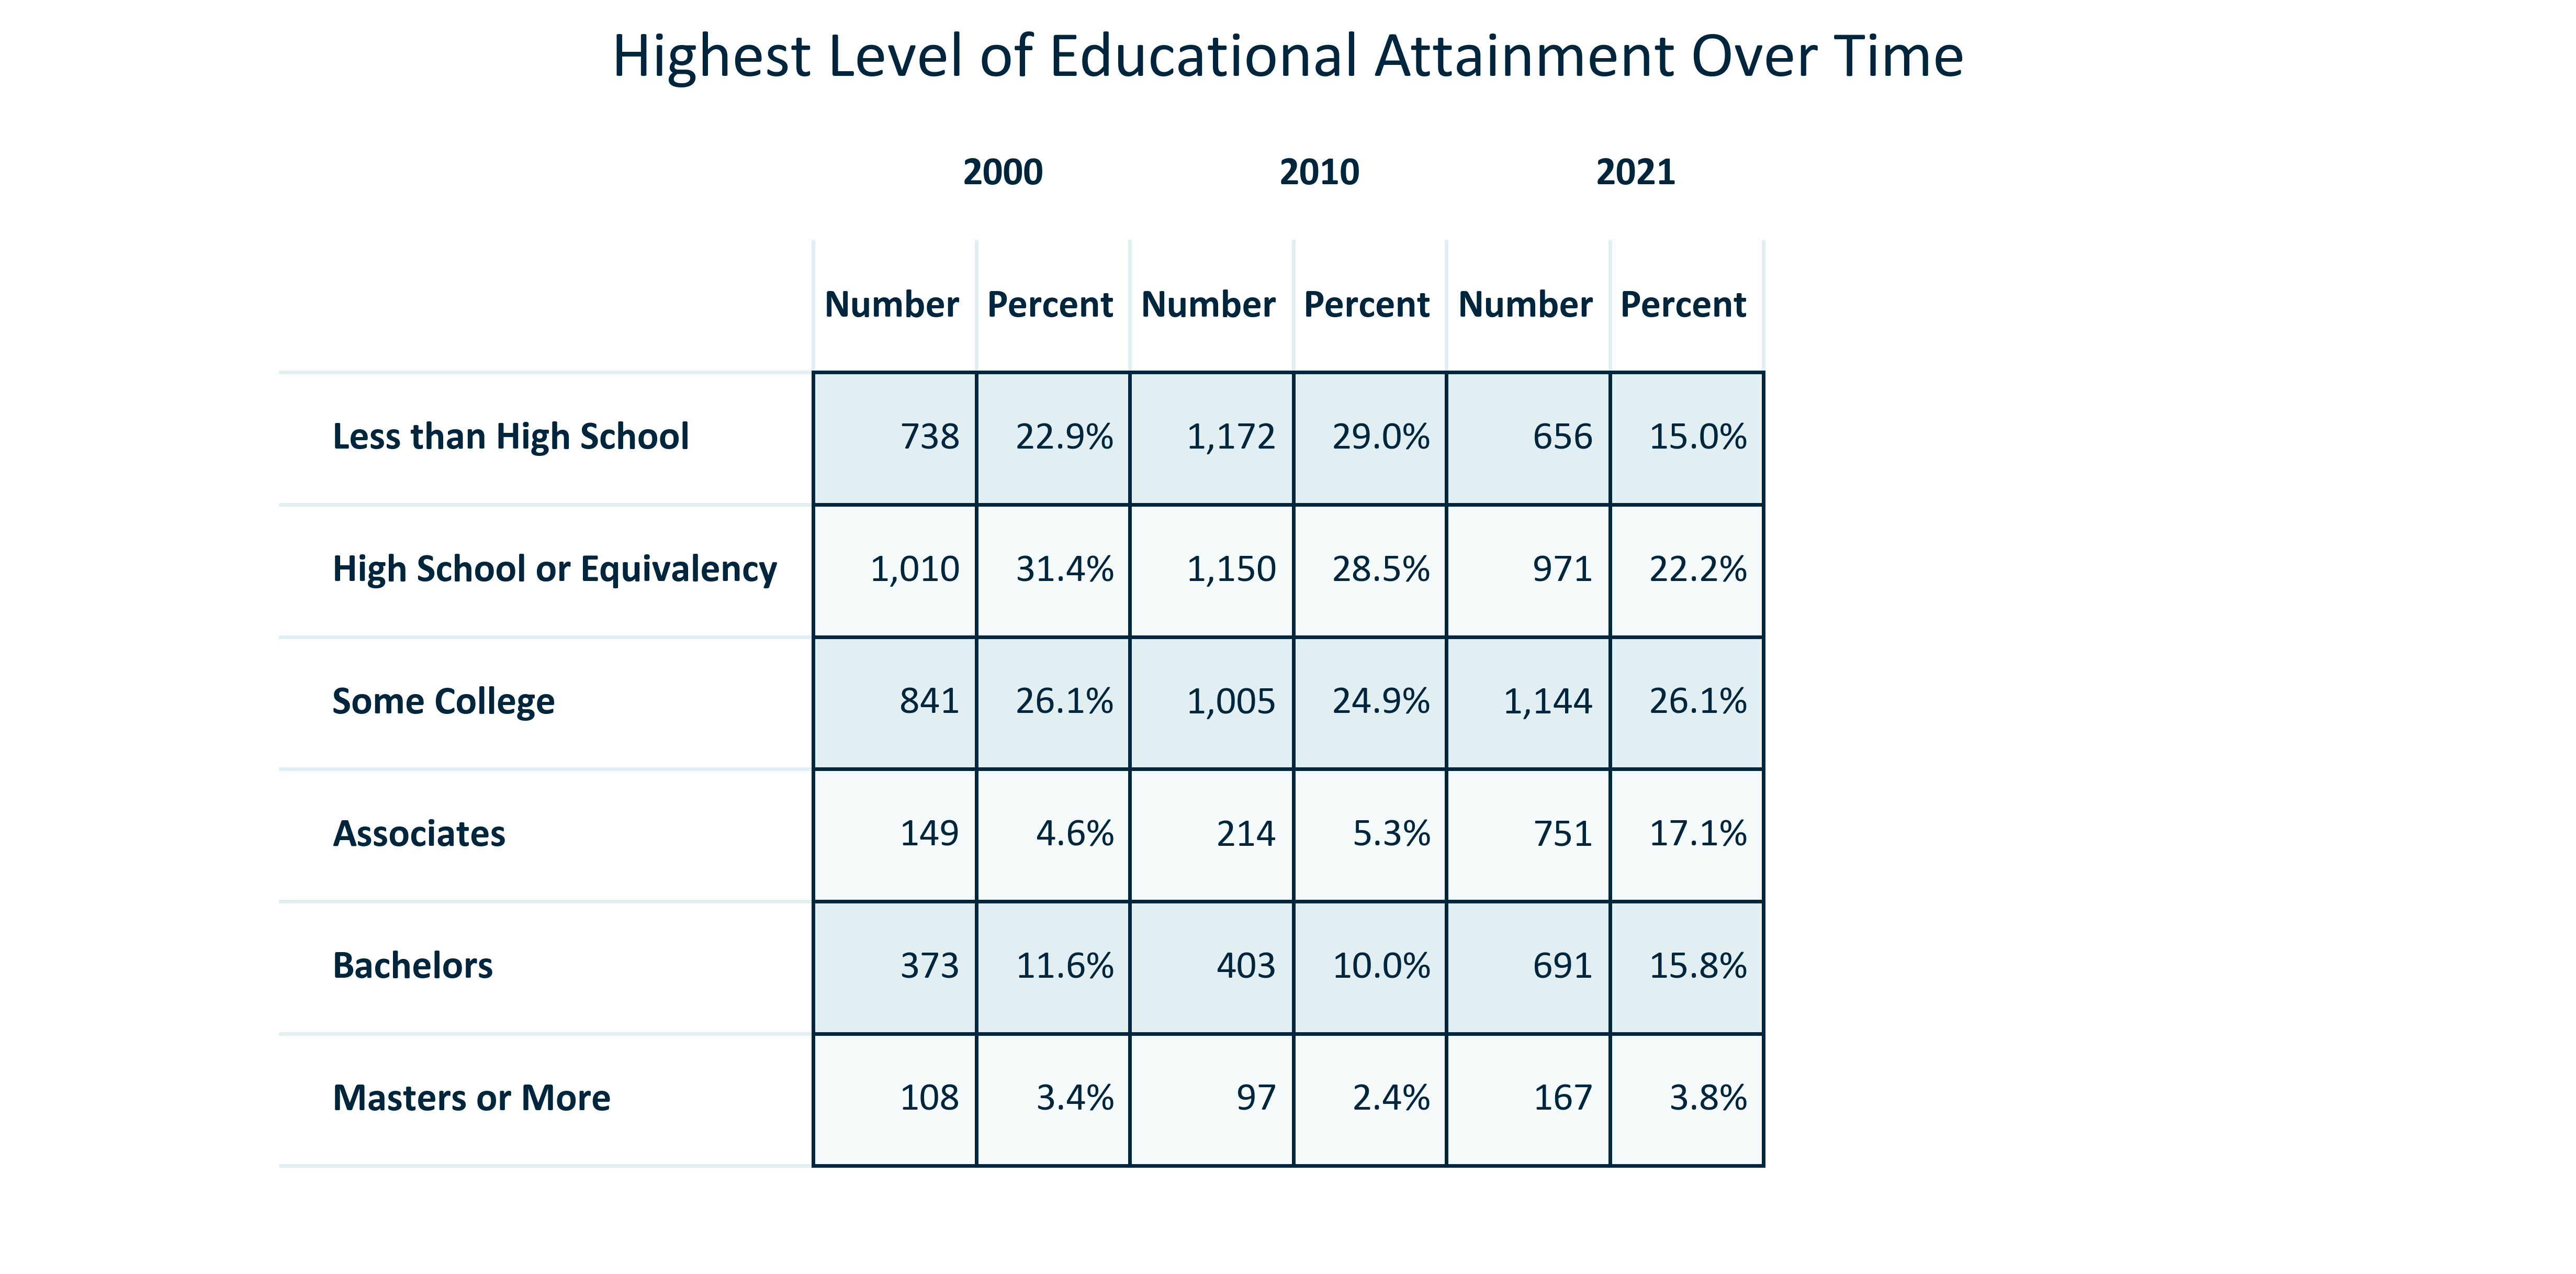 Highest Level of Educational Attainment Over Time
2000 2010 2021
Number Percent Number Percent Number Percent
Less than High School 738 22.9% 1,172 29.0% 656 15.0%
High School or Equivalency 1,010 31.4% 1,150 28.5% 971 22.2%
Some College 841 26.1% 1,005 24.9% 1,144 26.1%
Associates 149 4.6% 214 5.3% 751 17.1%
Bachelors 373 11.6% 403 10.0% 691 15.8%
Masters or More 108 3.4% 97 2.4% 167 3.8%